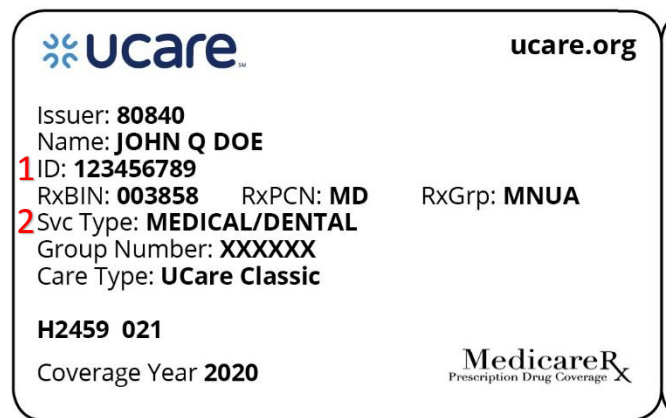 ucare SM ucare.org
Issuer: 80840
Name: JOHN Q DOE
1 ID: 123456789
RxBIN: 003858 RxPCN: MD RxGrp: MNUA
2 Svc Type: MEDICAL/DENTAL
Group Number: XXXXXX
Care Type: UCare Classic
H2459 021
MedicareRx
Coverage Year 2020 Prescription Drug Coverage